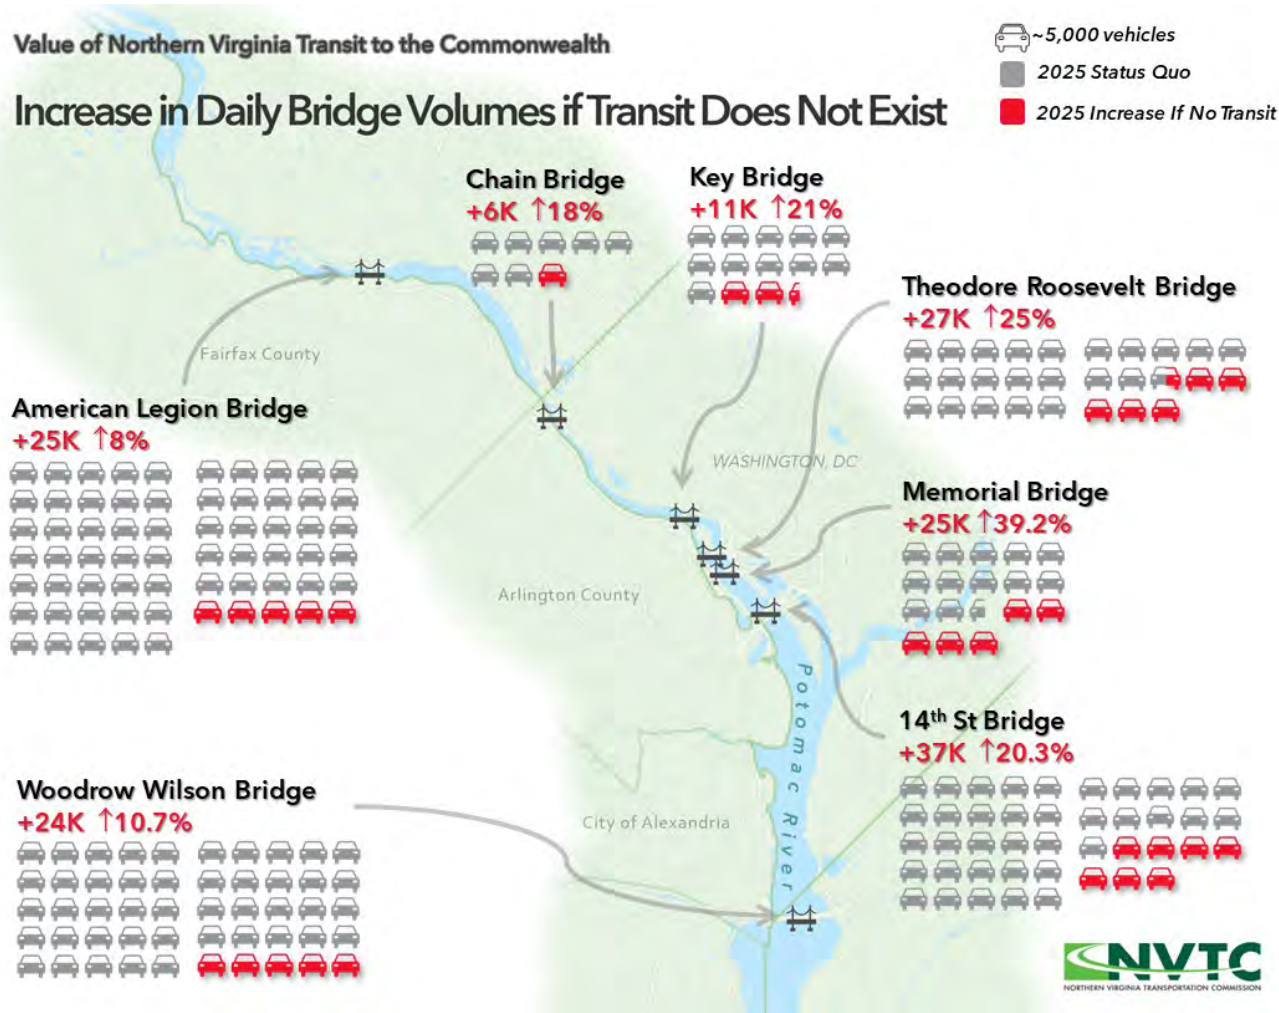 Value of Northern Virginia Transit to the Commonwealth
Increase in Daily Bridge Volumes if Transit Does Not Exist
~5,000 vehicles
2025 Status Quo
2025 Increase If No Transit
Chain Bridge
+6K ↑18%
Key Bridge
+11K ↑21%
Theodore Roosevelt Bridge
+27K ↑25%
Fairfax County
American Legion Bridge
+25K ↑8%
WASHINGTON, DC
Memorial Bridge
+25K ↑39.2%
Arlington County
Potomac River
14th St Bridge
+37K ↑20.3%
Woodrow Wilson Bridge
+24K ↑10.7%
City of Alexandria
NVTC
NORTHERN VIRGINIA TRANSPORTATION COMMISSION